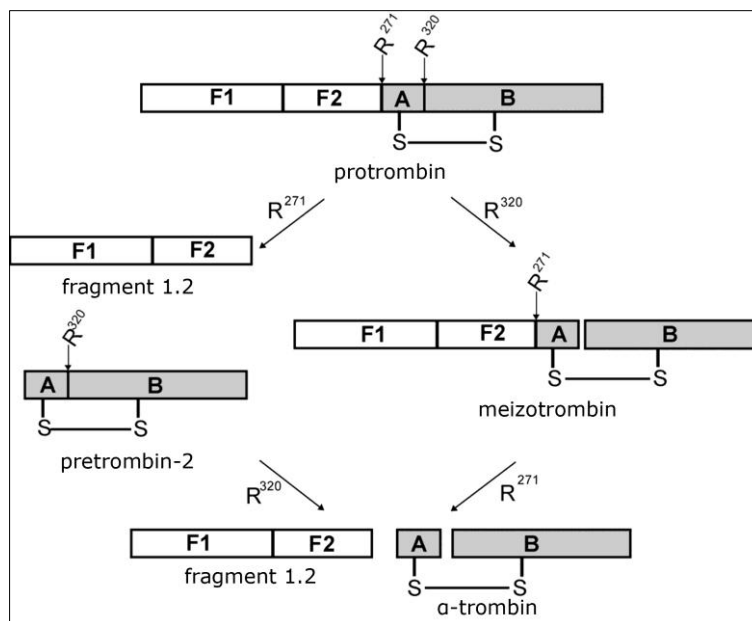 R271 R320
F1 F2 A B
S S
protrombin
R271 R320
F1 F2
fragment 1.2
R271
R320
F1 F2 A B
A B
S S
meizotrombin
S S
pretrombin-2
R320 R271
F1 F2 A B
fragment 1.2
S S
α-trombin